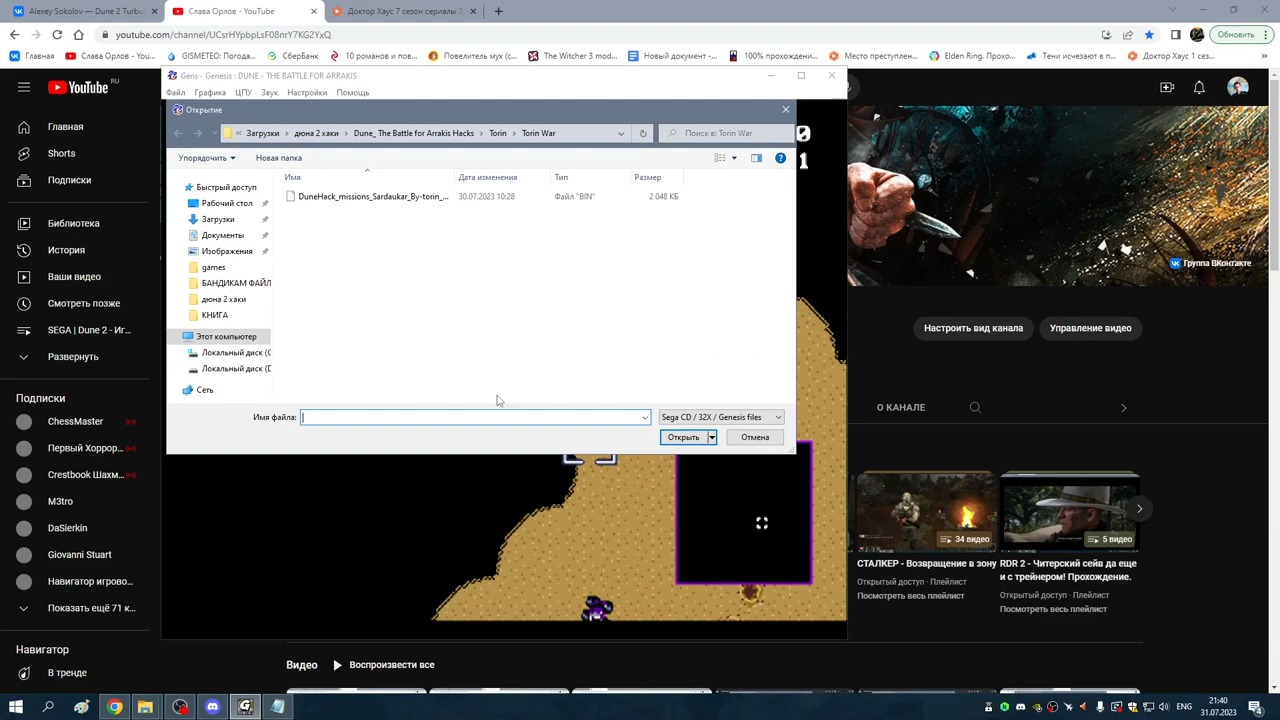 Alexey Sokolov — Dune 2 Turbu
Слава Орлов - YouTube
Доктор Хаус 7 сезон сериалы 3
youtube.com/channel/UCsrHYpbpLsF08nrY7KG2YxQ
Обновить
Главная
Слава Орлов - You...
GISMETEO: Погода...
СберБанк
10 романов и пов...
Повелитель мух (...
The Witcher 3 mod...
Новый документ –...
100% прохождени...
Место преступлен...
Elden Ring. Прохо...
Тени исчезают в п...
Доктор Хаус 1 сез...
»
YouTube
RU
Главная
Shorts
Подписки
Библиотека
История
Ваши видео
Смотреть позже
SEGA | Dune 2 - Иг...
Развернуть
Подписки
ChessMaster
Первый Хоррор...
Crestbook Шахм...
M3tro
DaSierkin
Giovanni Stuart
Навигатор игрово...
Показать ещё 71 к...
Навигатор
В тренде
Gens - Genesis : DUNE - THE BATTLE FOR ARRAKIS
Файл Графика ЦПУ Звук Настройки Помощь
Открытие
« Загрузки › дюна 2 хаки › Dune_ The Battle for Arrakis Hacks › Torin › Torin War
Поиск в: Torin War
Упорядочить
Новая папка
Имя
Дата изменения
Тип
Размер
DuneHack_missions_Sardaukar_By-torin_...
30.07.2023 10:28
Файл "BIN"
2 048 КБ
Быстрый доступ
Рабочий стол
Загрузки
Документы
Изображения
games
БАНДИКАМ ФАЙЛ
дюна 2 хаки
КНИГА
Этот компьютер
Локальный диск (C
Локальный диск (D
Сеть
Имя файла:
Sega CD / 32X / Genesis files
Открыть
Отмена
0
1
Группа ВКонтакте
Настроить вид канала
Управление видео
О КАНАЛЕ
34 видео
5 видео
СТАЛКЕР - Возвращение в зону
Открытый доступ · Плейлист
Посмотреть весь плейлист
RDR 2 - Читерский сейв да еще
и с трейнером! Прохождение.
Открытый доступ · Плейлист
Посмотреть весь плейлист
Видео
Воспроизвести все
ENG
21:40
31.07.2023
4